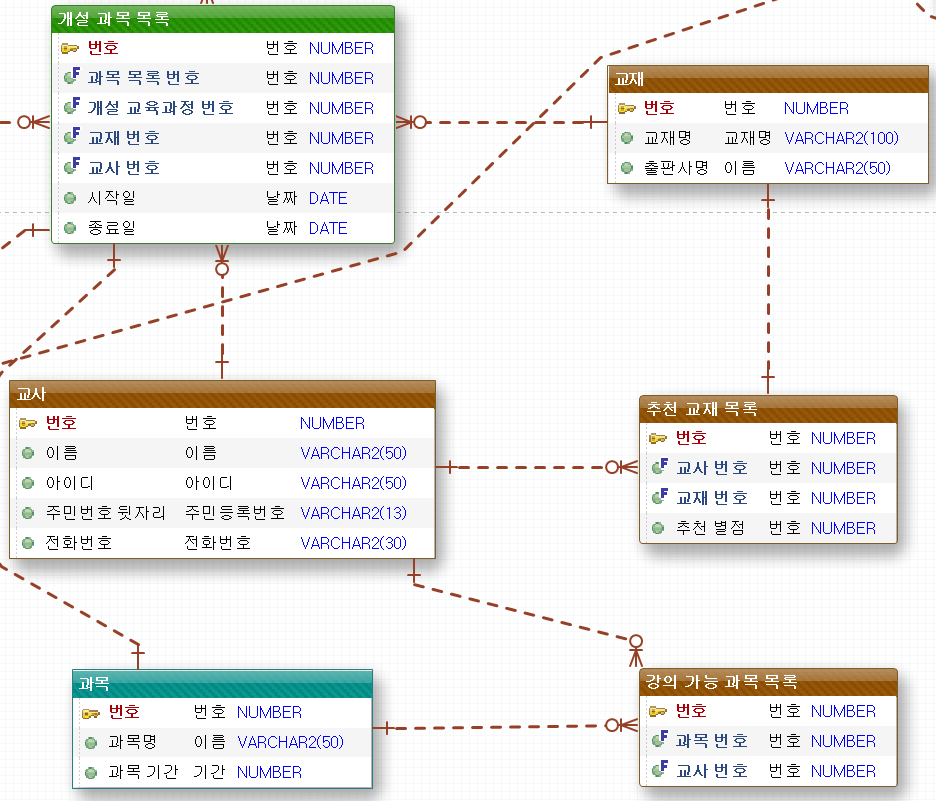 개설 과목 목록
번호 번호 NUMBER
과목 목록 번호 번호 NUMBER
개설 교육과정 번호 번호 NUMBER
교재 번호 번호 NUMBER
교사 번호 번호 NUMBER
시작일 날짜 DATE
종료일 날짜 DATE
교재
번호 번호 NUMBER
교재명 교재명 VARCHAR2(100)
출판사명 이름 VARCHAR2(50)
교사
번호 번호 NUMBER
이름 이름 VARCHAR2(50)
아이디 아이디 VARCHAR2(50)
주민번호 뒷자리 주민등록번호 VARCHAR2(13)
전화번호 전화번호 VARCHAR2(30)
추천 교재 목록
번호 번호 NUMBER
교사 번호 번호 NUMBER
교재 번호 번호 NUMBER
추천 별점 번호 NUMBER
과목
번호 번호 NUMBER
과목명 이름 VARCHAR2(50)
과목 기간 기간 NUMBER
강의 가능 과목 목록
번호 번호 NUMBER
과목 번호 번호 NUMBER
교사 번호 번호 NUMBER